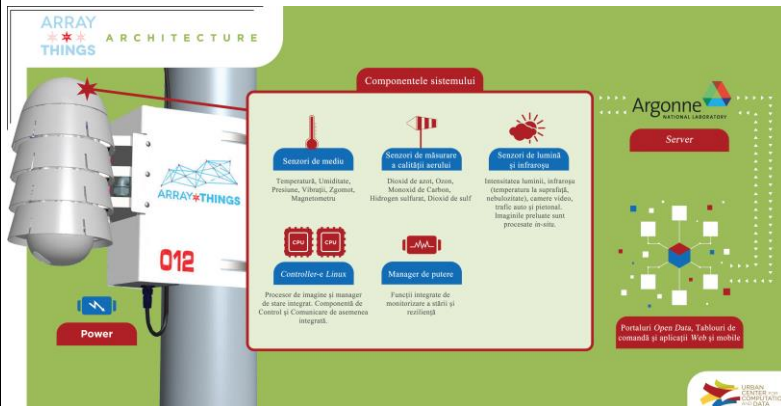 ARRAY
THINGS
ARCHITECTURE
Componentele sistemului
Senzori de mediu
Temperatură, Umiditate,
Presiune, Vibrații, Zgomot,
Magnetometru
Senzori de măsurare
a calității aerului
Dioxid de azot, Ozon,
Monoxid de Carbon,
Hidrogen sulfurat, Dioxid de sulf
Senzori de lumină
și infraroșu
Intensitatea luminii, infraroșu
(temperatura la suprafață,
nebulozitate), camere video,
trafic auto și pietonal.
Imaginile preluate sunt
procesate in-situ.
CPU CPU
Controller-e Linux
Procesor de imagine și manager
de stare integrat. Componentă de
Control și Comunicare de asemenea
integrată.
Manager de putere
Funcții integrate de
monitorizare a stării și
reziliență
ARRAY THINGS
012
Power
Argonne
NATIONAL LABORATORY
Server
Portaluri Open Data, Tablouri de
comandă și aplicații Web și mobile
URBAN
CENTER FOR
COMPUTATION
AND DATA